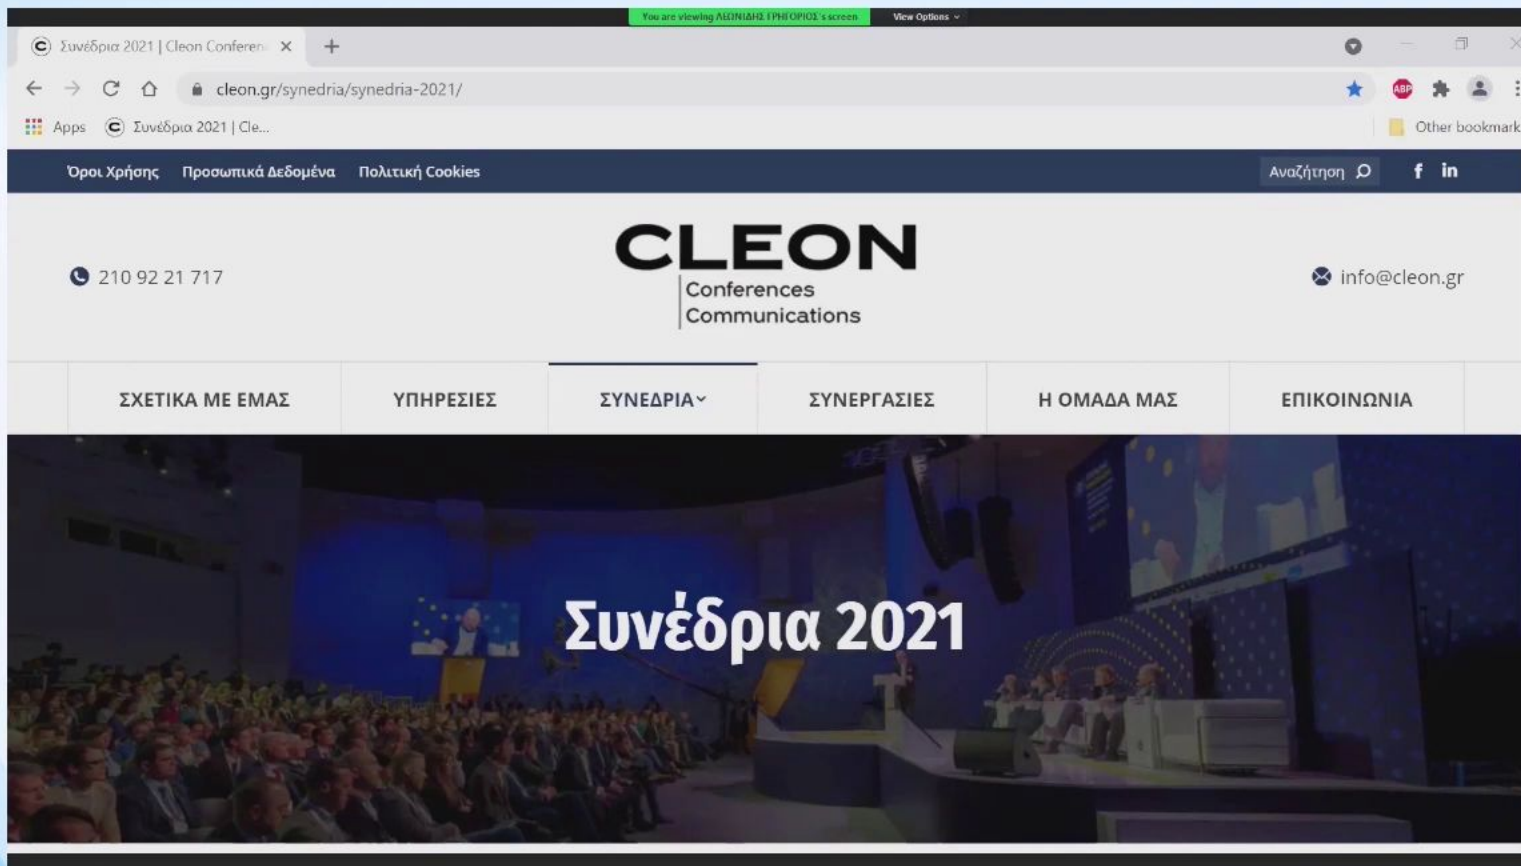 You are viewing ΛΕΩΝΙΔΗΣ ΓΡΗΓΟΡΙΟΣ's screen View Options
Συνέδρια 2021 | Cleon Conferen
cleon.gr/synedria/synedria-2021/
ABP
Apps C Συνέδρια 2021 | Cle... Other bookmark
Όροι Χρήσης Προσωπικά Δεδομένα Πολιτική Cookies Αναζήτηση f in
CLEON
Conferences
Communications
210 92 21 717 info@cleon.gr
ΣΧΕΤΙΚΑ ΜΕ ΕΜΑΣ ΥΠΗΡΕΣΙΕΣ ΣΥΝΕΔΡΙΑ ΣΥΝΕΡΓΑΣΙΕΣ Η ΟΜΑΔΑ ΜΑΣ ΕΠΙΚΟΙΝΩΝΙΑ
Συνέδρια 2021